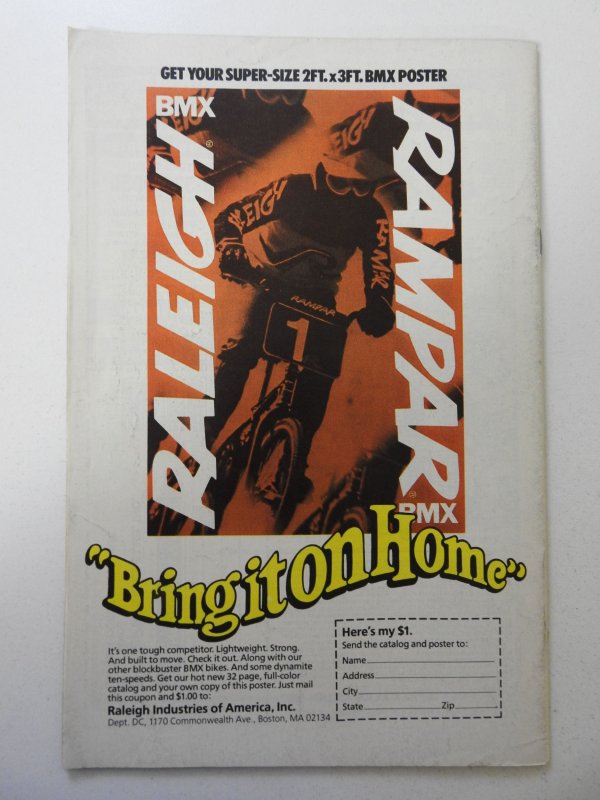 GET YOUR SUPER-SIZE 2FT. x 3FT. BMX POSTER
BMX
RALEIGH®
RAMPAR®
BMX
RALEIGH
EIGH
RAMPAR
1
"Bring it on Home"
It's one tough competitor. Lightweight. Strong.
And built to move. Check it out. Along with our
other blockbuster BMX bikes. And some dynamite
ten-speeds. Get our hot new 32 page, full-color
catalog and your own copy of this poster. Just mail
this coupon and $1.00 to:
Raleigh Industries of America, Inc.
Dept. DC, 1170 Commonwealth Ave., Boston, MA 02134
Here's my $1.
Send the catalog and poster to:
Name
Address
City
State Zip